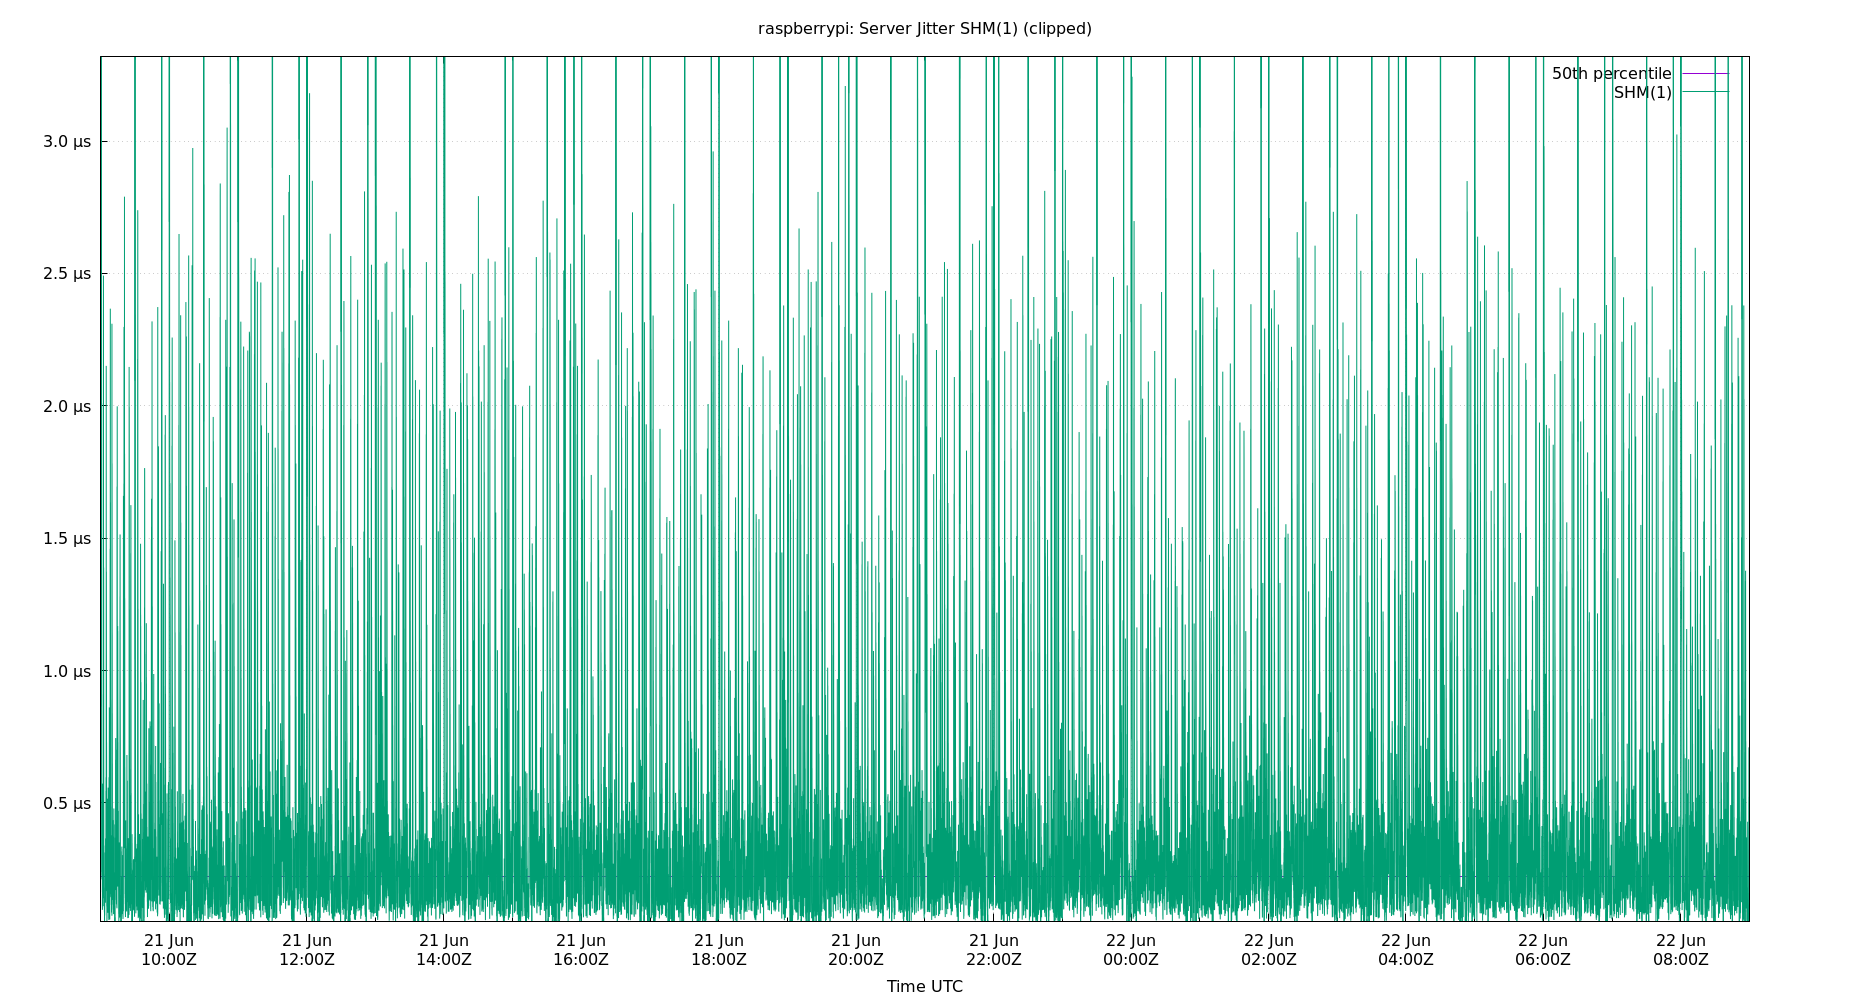 raspberrypi: Server Jitter SHM(1) (clipped)
50th percentile
SHM(1)
3.0 µs
2.5 µs
2.0 µs
1.5 µs
1.0 µs
0.5 µs
21 Jun 21 Jun 21 Jun 21 Jun 21 Jun 21 Jun 21 Jun 22 Jun 22 Jun 22 Jun 22 Jun 22 Jun
10:00Z 12:00Z 14:00Z 16:00Z 18:00Z 20:00Z 22:00Z 00:00Z 02:00Z 04:00Z 06:00Z 08:00Z
Time UTC